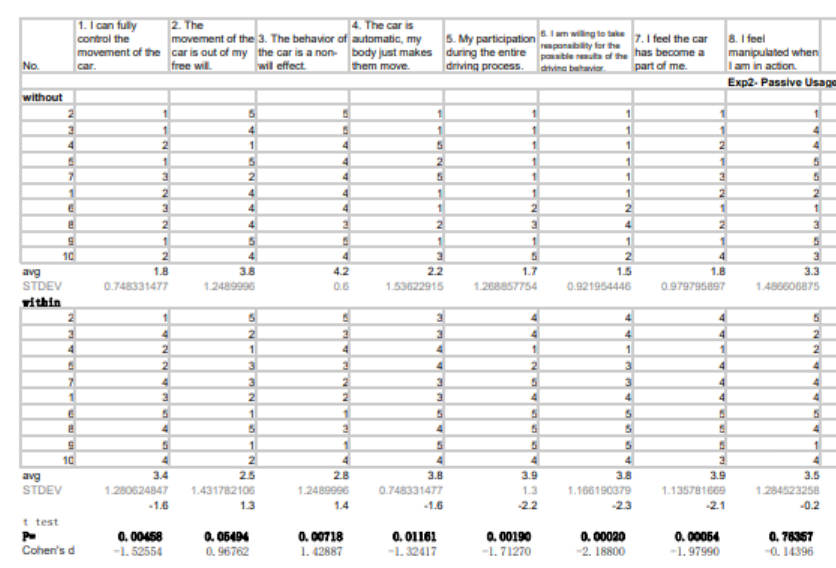 No.
1. I can fully
control the
movement of the
car.
2. The
movement of the
car is out of my
free will.
3. The behavior of
the car is a non-
will effect.
4. The car is
automatic, my
body just makes
them move.
5. My participation
during the entire
driving process.
6. I am willing to take
responsibility for the
possible results of the
driving behavior.
7. I feel the car
has become a
part of me.
8. I feel
manipulated when
I am in action.
Exp2- Passive Usage
without
2 1 5 5 1 1 1 1 1
3 1 4 5 1 1 1 1 4
4 2 1 4 5 1 1 2 4
5 1 5 4 2 1 1 1 5
7 3 2 4 5 1 1 3 5
1 2 4 4 1 1 1 2 2
6 3 4 4 1 2 2 1 1
8 2 4 3 2 3 4 2 3
9 1 5 5 1 1 1 1 5
10 2 4 4 3 5 2 4 3
avg 1.8 3.8 4.2 2.2 1.7 1.5 1.8 3.3
STDEV 0.748331477 1.2489996 0.6 1.53622915 1.268857754 0.921954446 0.979795897 1.486606875
within
2 1 5 5 3 4 4 4 5
3 4 2 3 3 4 4 4 2
4 2 1 4 4 1 1 1 2
5 2 3 3 4 2 3 4 4
7 4 3 2 3 5 3 4 4
1 3 2 2 3 4 4 4 4
6 5 1 1 5 5 5 5 5
8 4 5 3 4 5 5 5 4
9 5 1 1 5 5 5 5 1
10 4 2 4 4 4 4 3 4
avg 3.4 2.5 2.8 3.8 3.9 3.8 3.9 3.5
STDEV 1.280624847 1.431782106 1.2489996 0.748331477 1.3 1.166190379 1.135781669 1.284523258
-1.6 1.3 1.4 -1.6 -2.2 -2.3 -2.1 -0.2
t test
P= 0.00458 0.05494 0.00718 0.01161 0.00190 0.00020 0.00054 0.76357
Cohen's d -1.52554 0.96762 1.42887 -1.32417 -1.71270 -2.18800 -1.97990 -0.14396